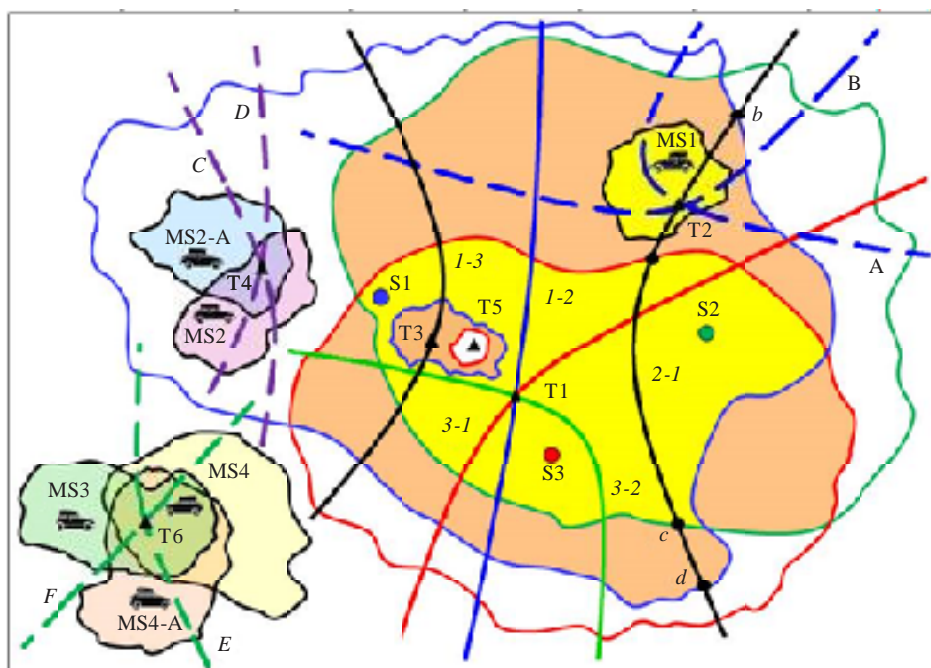 B
D
b
MS1
C
T2
MS2-A
1-3
A
T4
S1
1-2
S2
T5
MS2
T3
2-1
T1
3-1
MS4
S3
MS3
3-2
T6
c
d
F
MS4-A
E